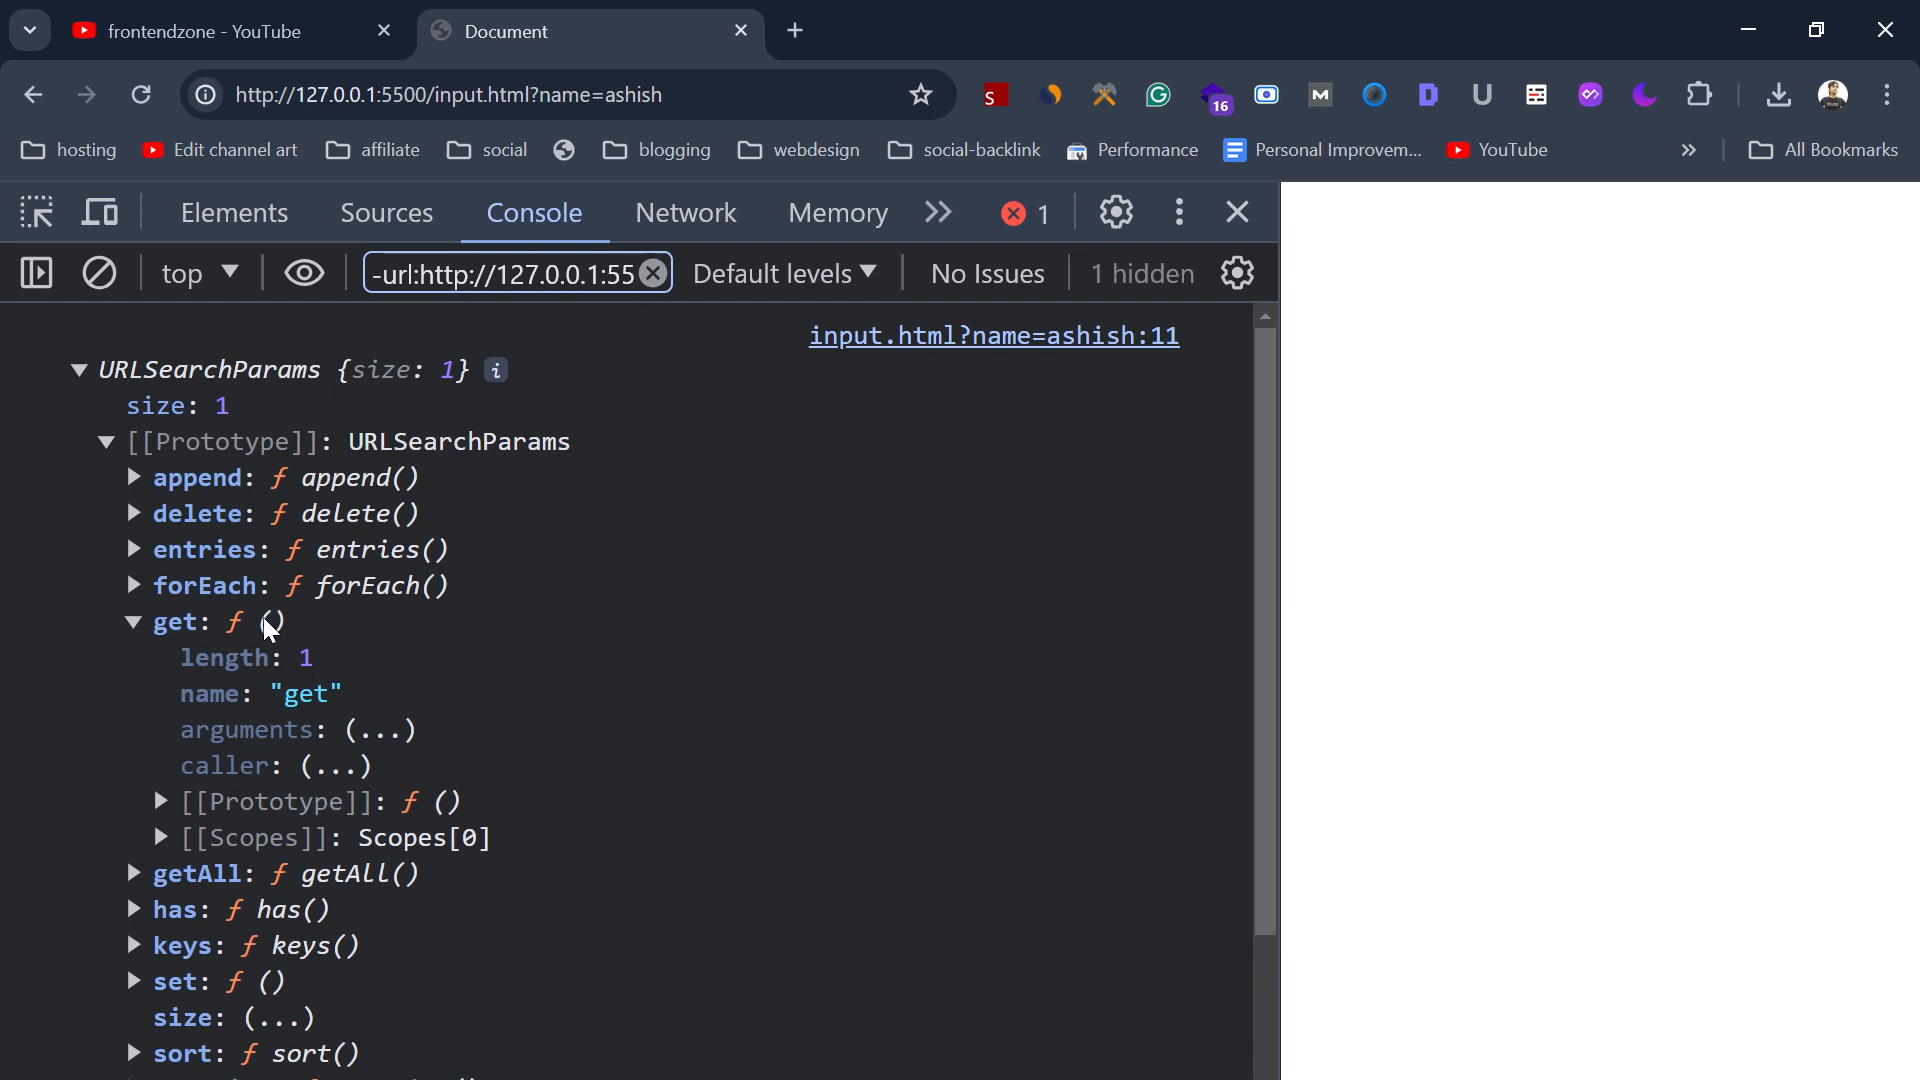 frontendzone - YouTube
Document
http://127.0.0.1:5500/input.html?name=ashish
S
16
M
D
U
hosting
Edit channel art
affiliate
social
blogging
webdesign
social-backlink
Performance
Personal Improvem...
YouTube
All Bookmarks
Elements
Sources
Console
Network
Memory
1
top
-url:http://127.0.0.1:55
Default levels
No Issues
1 hidden
input.html?name=ashish:11
URLSearchParams {size: 1} i
size: 1
[[Prototype]]: URLSearchParams
append: ƒ append()
delete: ƒ delete()
entries: ƒ entries()
forEach: ƒ forEach()
get: ƒ ()
length: 1
name: "get"
arguments: (...)
caller: (...)
[[Prototype]]: ƒ ()
[[Scopes]]: Scopes[0]
getAll: ƒ getAll()
has: ƒ has()
keys: ƒ keys()
set: ƒ ()
size: (...)
sort: ƒ sort()